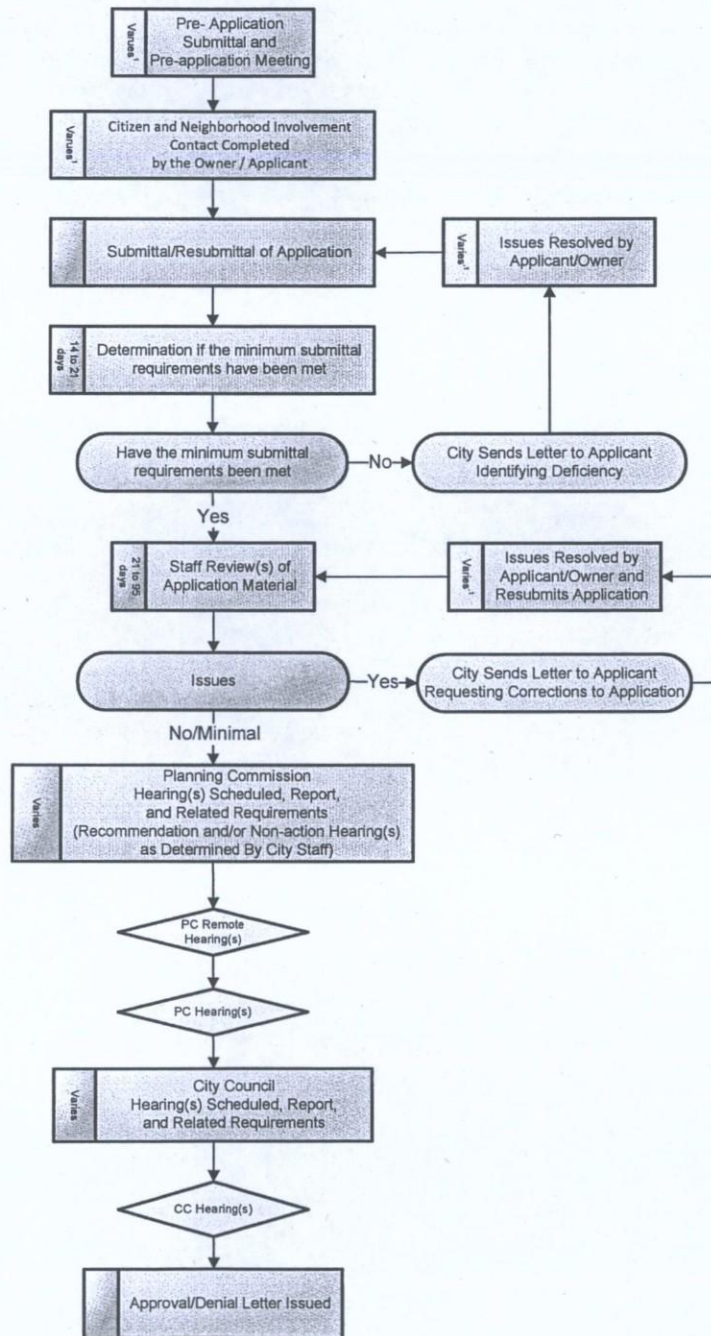 Varues¹
Pre- Application
Submittal and
Pre-application Meeting
Varues¹
Citizen and Neighborhood Involvement
Contact Completed
by the Owner / Applicant
Submittal/Resubmittal of Application
Varies¹
Issues Resolved by
Applicant/Owner
14 to 21
days
Determination if the minimum submittal
requirements have been met
Have the minimum submittal
requirements been met
No
City Sends Letter to Applicant
Identifying Deficiency
Yes
21 to 95
days
Staff Review(s) of
Application Material
Varies¹
Issues Resolved by
Applicant/Owner and
Resubmits Application
Issues
Yes
City Sends Letter to Applicant
Requesting Corrections to Application
No/Minimal
Varies
Planning Commission
Hearing(s) Scheduled, Report,
and Related Requirements
(Recommendation and/or Non-action Hearing(s)
as Determined By City Staff)
PC Remote
Hearing(s)
PC Hearing(s)
Varies
City Council
Hearing(s) Scheduled, Report,
and Related Requirements
CC Hearing(s)
Approval/Denial Letter Issued